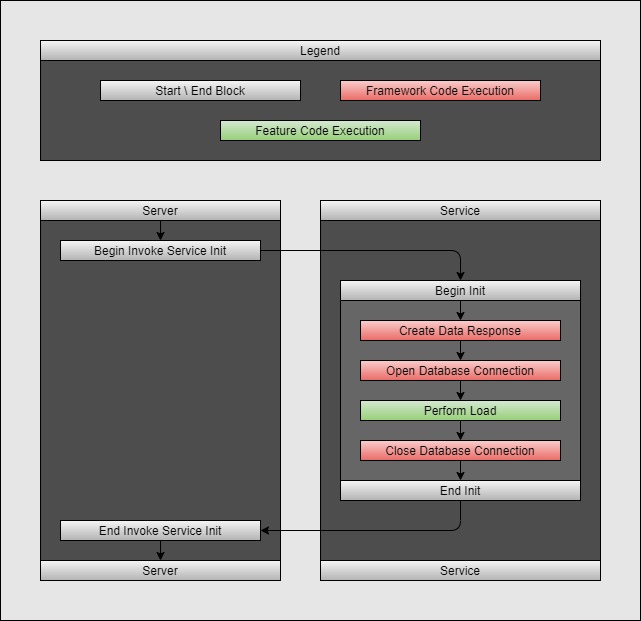 Legend
Start \ End Block
Framework Code Execution
Feature Code Execution
Server
Service
Begin Invoke Service Init
Begin Init
Create Data Response
Open Database Connection
Perform Load
Close Database Connection
End Init
End Invoke Service Init
Server
Service